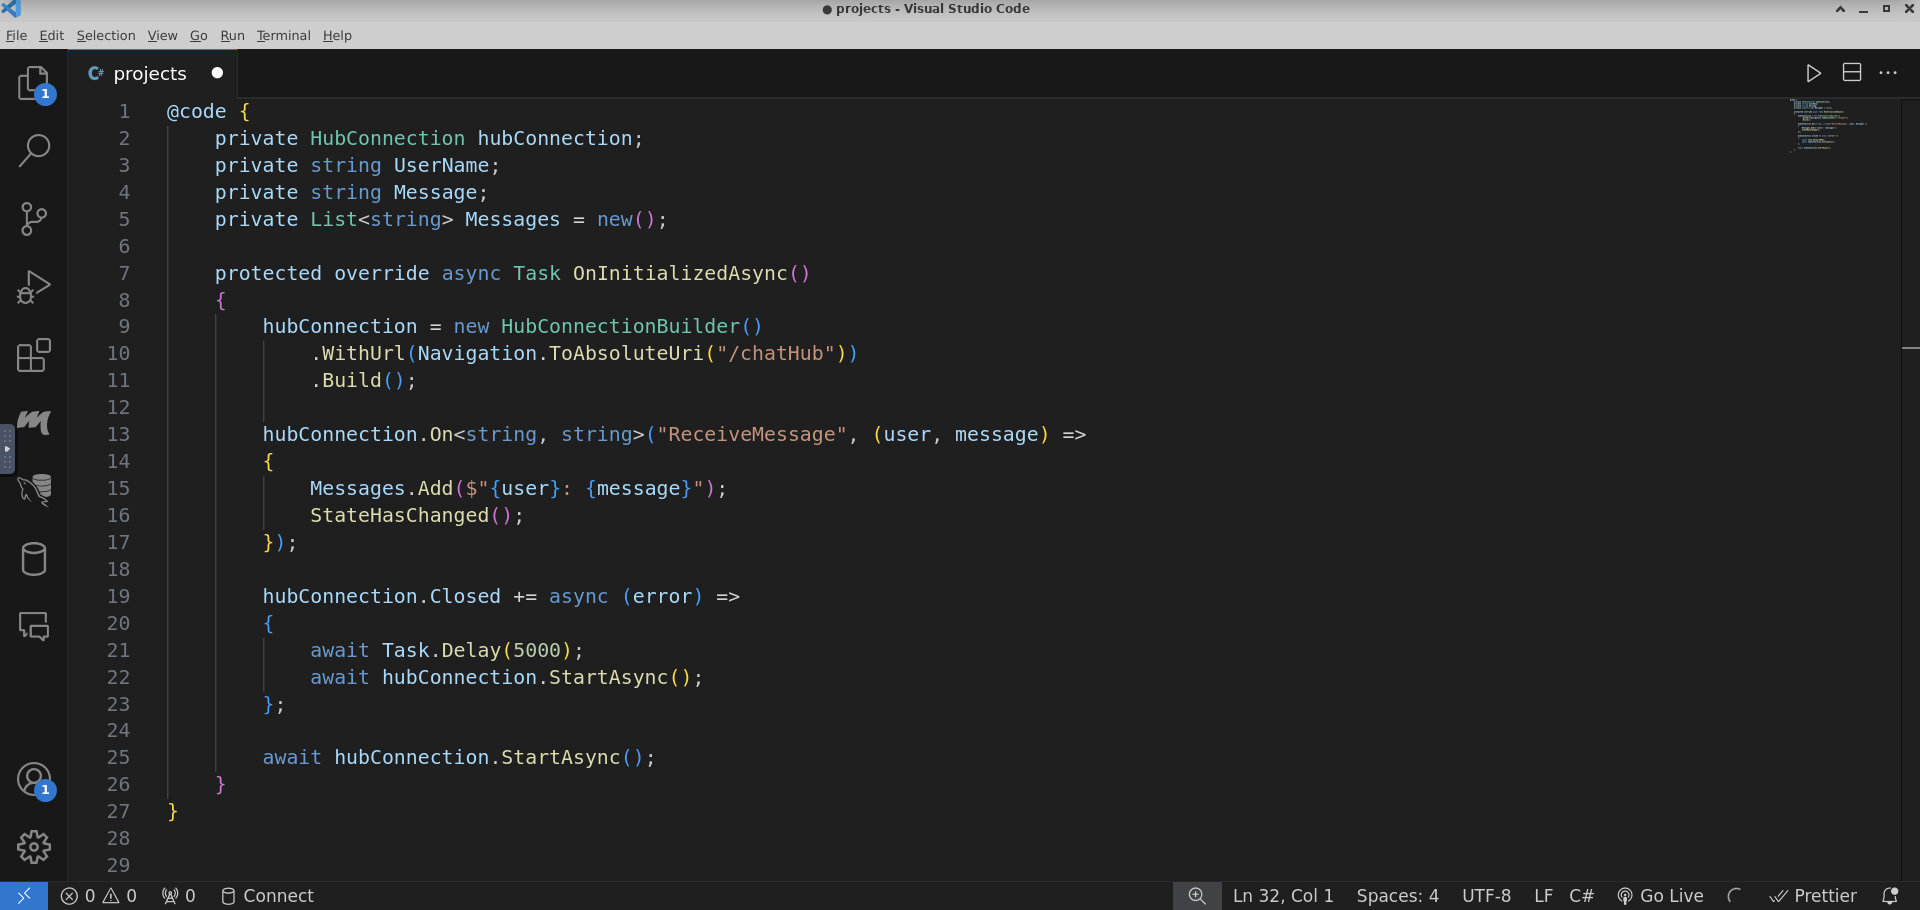 ● projects - Visual Studio Code
File Edit Selection View Go Run Terminal Help
C# projects
1
1 @code {
2 private HubConnection hubConnection;
3 private string UserName;
4 private string Message;
5 private List<string> Messages = new();
6
7 protected override async Task OnInitializedAsync()
8 {
9 hubConnection = new HubConnectionBuilder()
10 .WithUrl(Navigation.ToAbsoluteUri("/chatHub"))
11 .Build();
12
13 hubConnection.On<string, string>("ReceiveMessage", (user, message) =>
14 {
15 Messages.Add($"{user}: {message}");
16 StateHasChanged();
17 });
18
19 hubConnection.Closed += async (error) =>
20 {
21 await Task.Delay(5000);
22 await hubConnection.StartAsync();
23 };
24
25 await hubConnection.StartAsync();
26 }
1
27 }
28
29
0 0 0 Connect Ln 32, Col 1 Spaces: 4 UTF-8 LF C# Go Live Prettier